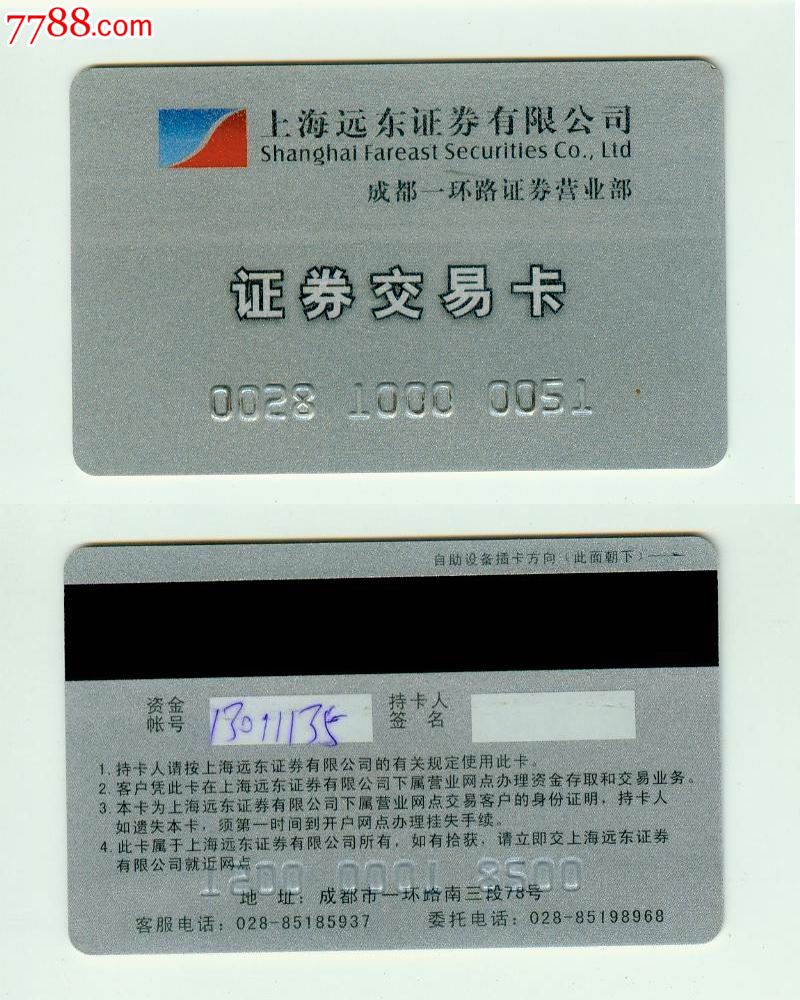 7788.com
上海远东证券有限公司
Shanghai Fareast Securities Co., Ltd
成都一环路证券营业部
证券交易卡
0028 1000 0051
自助设备插卡方向（此面朝下）
资金
帐号
13011135
持卡人
签名
1. 持卡人请按上海远东证券有限公司的有关规定使用此卡。
2. 客户凭此卡在上海远东证券有限公司下属营业网点办理资金存取和交易业务。
3. 本卡为上海远东证券有限公司下属营业网点交易客户的身份证明，持卡人
如遗失本卡，须第一时间到开户网点办理挂失手续。
4. 此卡属于上海远东证券有限公司所有，如有拾获，请立即交上海远东证券
有限公司就近网点
地 址：成都市一环路南三段78号
客服电话：028-85185937 委托电话：028-85198968